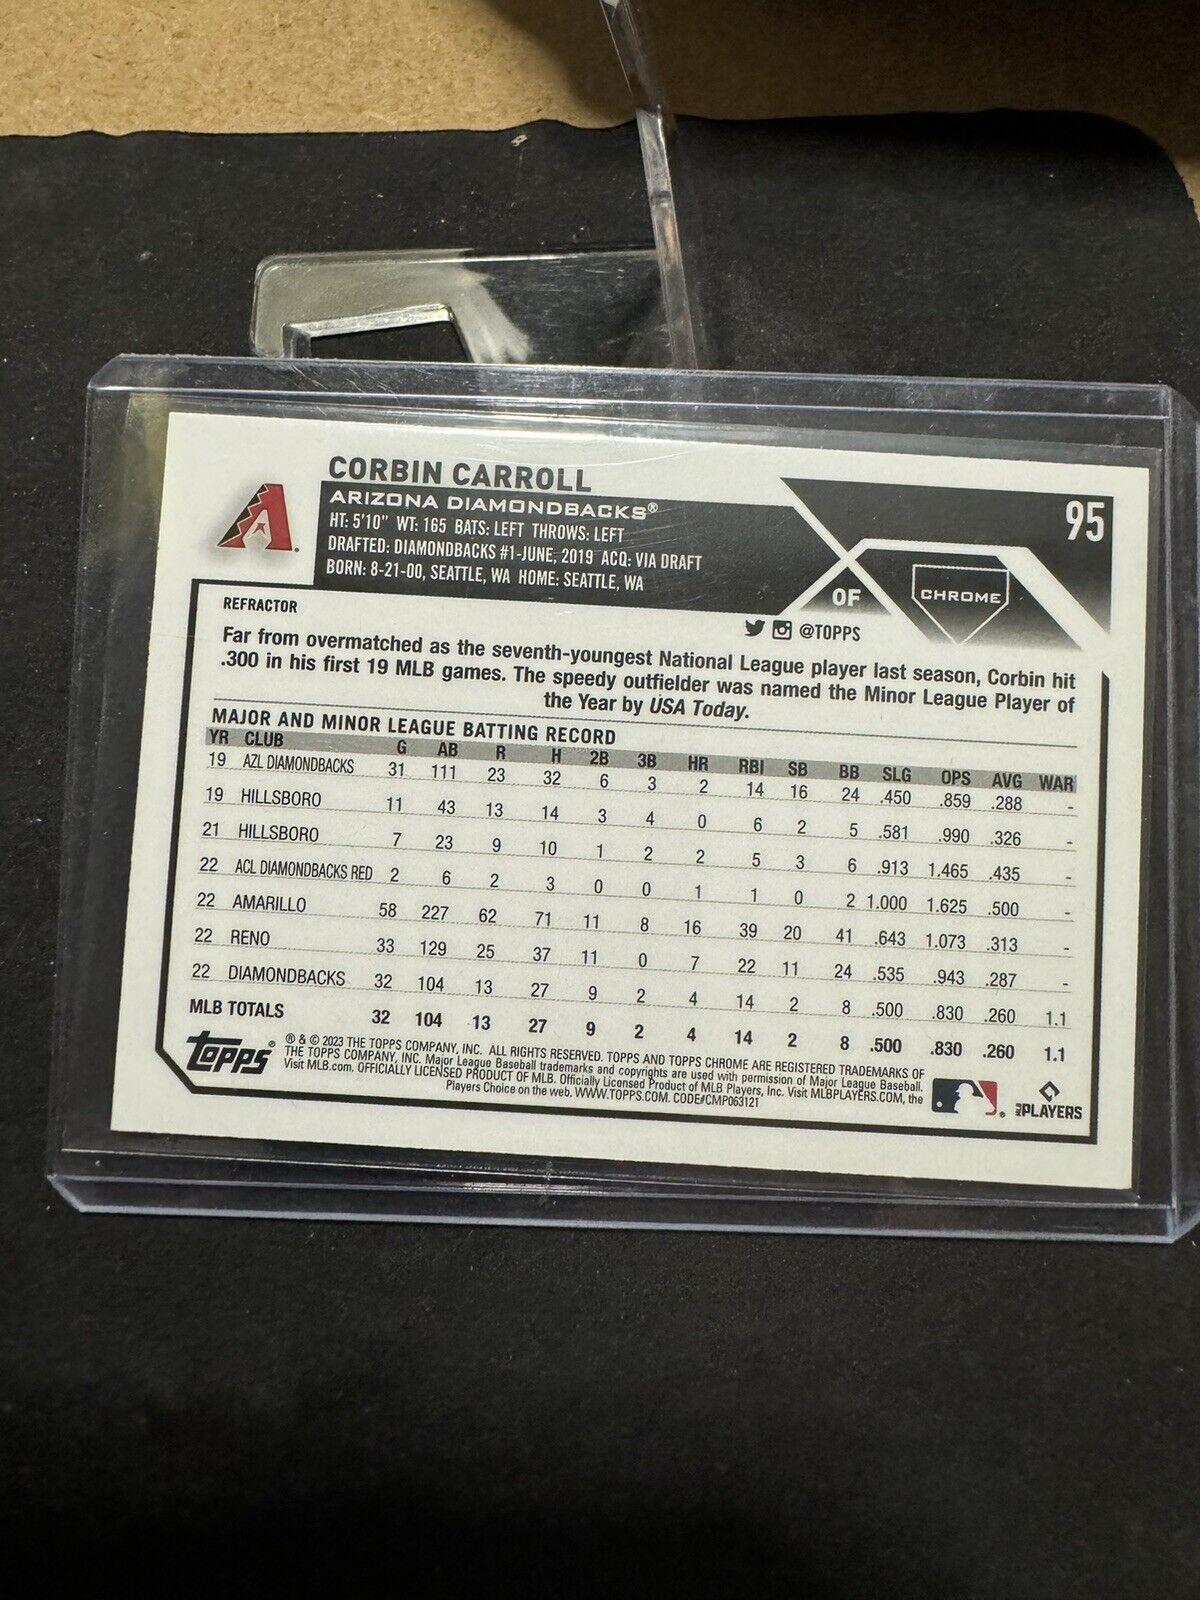 CORBIN CARROLL
ARIZONA DIAMONDBACKS®
HT: 5'10" WT: 165 BATS: LEFT THROWS: LEFT
DRAFTED: DIAMONDBACKS #1-JUNE, 2019 ACQ: VIA DRAFT
BORN: 8-21-00, SEATTLE, WA HOME: SEATTLE, WA
95
OF
CHROME
REFRACTOR
@TOPPS
Far from overmatched as the seventh-youngest National League player last season, Corbin hit
.300 in his first 19 MLB games. The speedy outfielder was named the Minor League Player of
the Year by USA Today.
MAJOR AND MINOR LEAGUE BATTING RECORD
YR CLUB G AB R H 2B 3B HR RBI SB BB SLG OPS AVG WAR
19 AZL DIAMONDBACKS 31 111 23 32 6 3 2 14 16 24 .450 .859 .288 -
19 HILLSBORO 11 43 13 14 3 4 0 6 2 5 .581 .990 .326 -
21 HILLSBORO 7 23 9 10 1 2 2 5 3 6 .913 1.465 .435 -
22 ACL DIAMONDBACKS RED 2 6 2 3 0 0 1 1 0 2 1.000 1.625 .500 -
22 AMARILLO 58 227 62 71 11 8 16 39 20 41 .643 1.073 .313 -
22 RENO 33 129 25 37 11 0 7 22 11 24 .535 .943 .287 -
22 DIAMONDBACKS 32 104 13 27 9 2 4 14 2 8 .500 .830 .260 1.1
MLB TOTALS 32 104 13 27 9 2 4 14 2 8 .500 .830 .260 1.1
topps®
® & © 2023 THE TOPPS COMPANY, INC. ALL RIGHTS RESERVED. TOPPS AND TOPPS CHROME ARE REGISTERED TRADEMARKS OF
THE TOPPS COMPANY, INC. Major League Baseball trademarks and copyrights are used with permission of Major League Baseball.
Visit MLB.com. OFFICIALLY LICENSED PRODUCT OF MLB. Officially Licensed Product of MLB Players, Inc. Visit MLBPLAYERS.COM, the
Players Choice on the web. WWW.TOPPS.COM. CODE#CMP063121
MLB PLAYERS